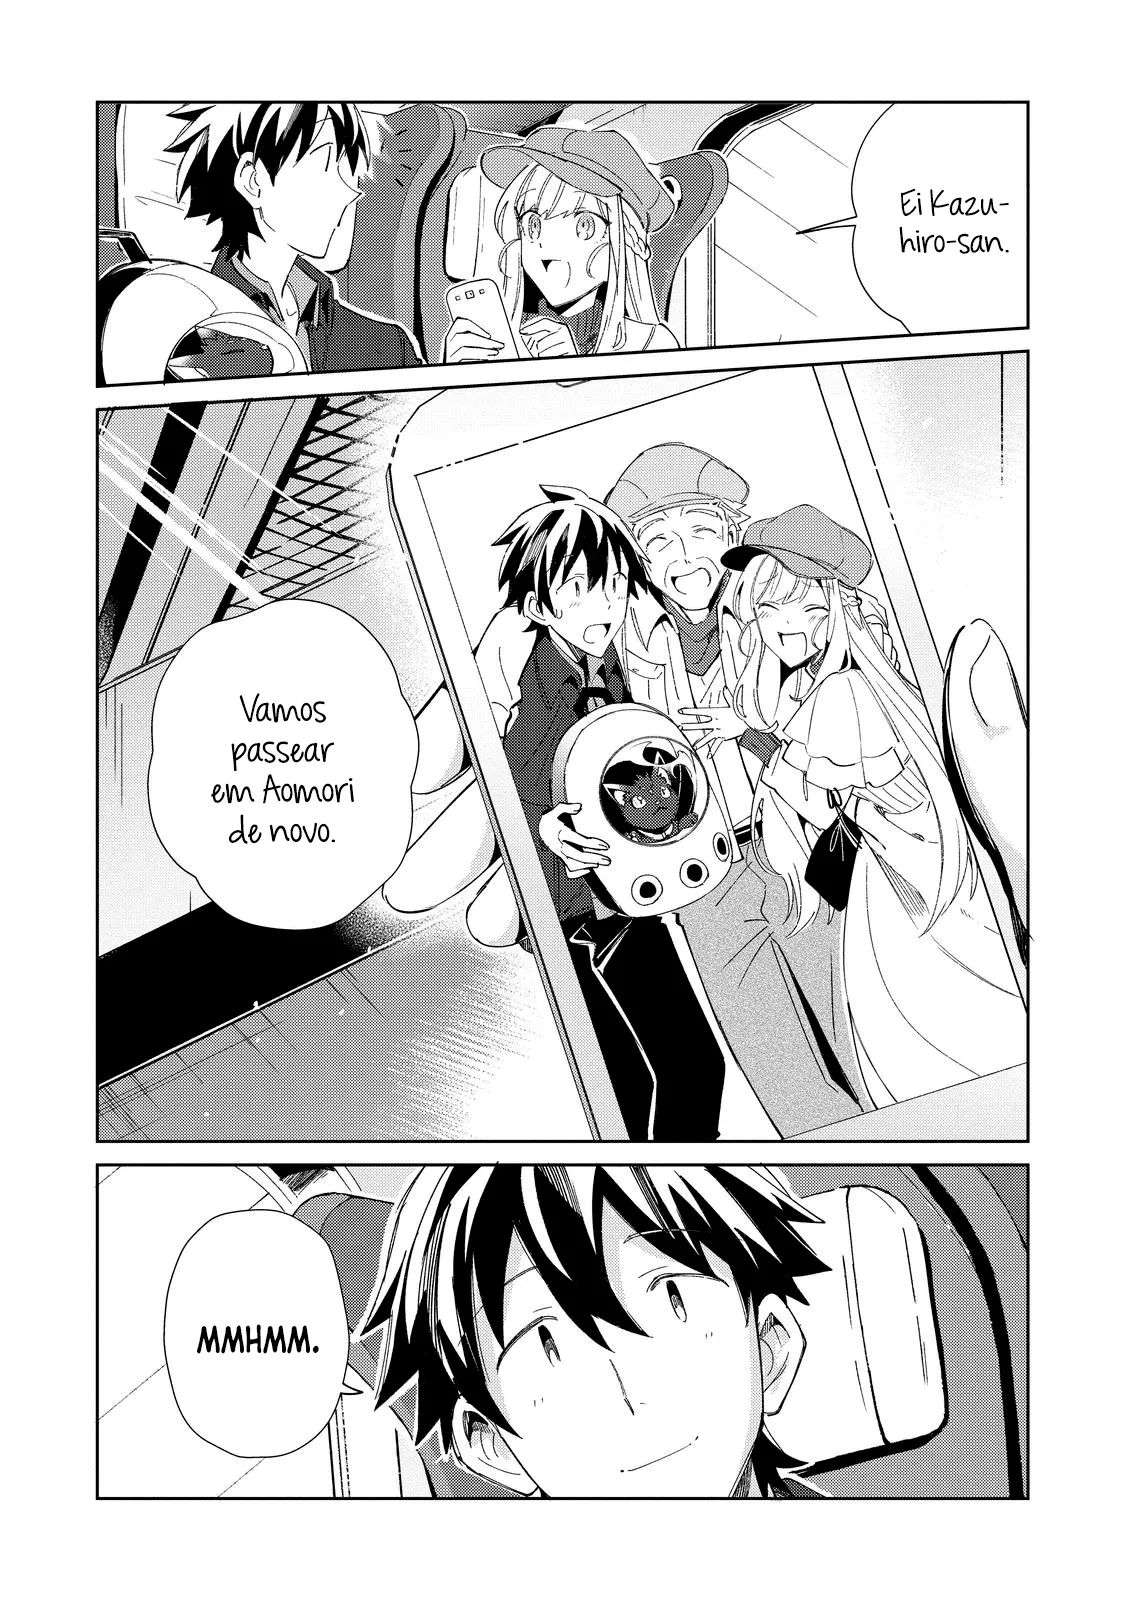 Ei Kazu-
hiro-san.
Vamos
passear
em Aomori
de novo.
MMHMM.